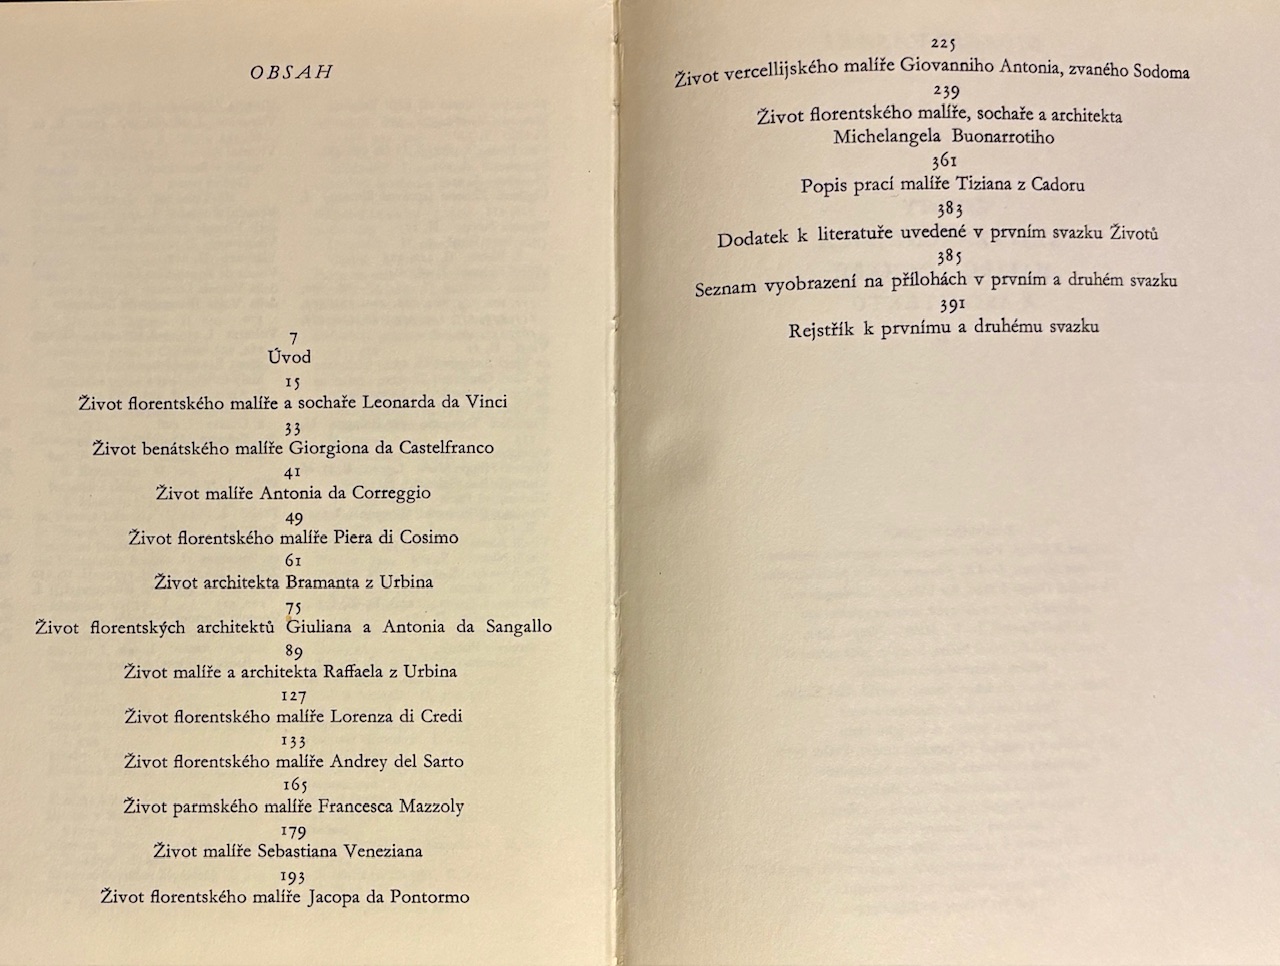 OBSAH
7
Úvod
15
Život florentského malíře a sochaře Leonarda da Vinci
33
Život benátského malíře Giorgiona da Castelfranco
41
Život malíře Antonia da Correggio
49
Život florentského malíře Piera di Cosimo
61
Život architekta Bramanta z Urbina
75
Život florentských architektů Giuliana a Antonia da Sangallo
89
Život malíře a architekta Raffaela z Urbina
127
Život florentského malíře Lorenza di Credi
133
Život florentského malíře Andrey del Sarto
165
Život parmského malíře Francesca Mazzoly
179
Život malíře Sebastiana Veneziana
193
Život florentského malíře Jacopa da Pontormo
225
Život vercellijského malíře Giovanniho Antonia, zvaného Sodoma
239
Život florentského malíře, sochaře a architekta
Michelangela Buonarrotiho
361
Popis prací malíře Tiziana z Cadoru
383
Dodatek k literatuře uvedené v prvním svazku Životů
385
Seznam vyobrazení na přílohách v prvním a druhém svazku
391
Rejstřík k prvnímu a druhému svazku